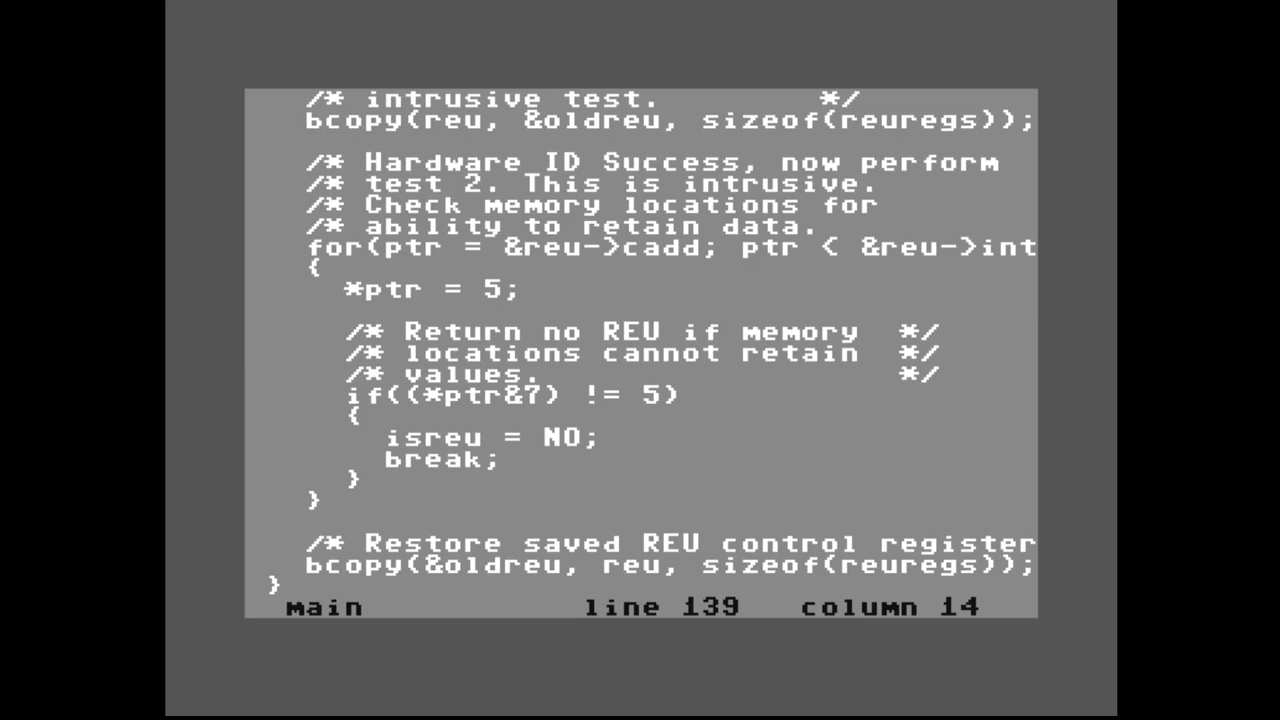 /* intrusive test.        */
bcopy(reu, &oldreu, sizeof(reuregs));
/* Hardware ID Success, now perform
/* test 2. This is intrusive.
/* Check memory locations for
/* ability to retain data.
for(ptr = &reu->cadd; ptr < &reu->int
{
*ptr = 5;
/* Return no REU if memory  */
/* locations cannot retain  */
/* values.                  */
if((*ptr&7) != 5)
{
isreu = NO;
break;
}
}
/* Restore saved REU control register
bcopy(&oldreu, reu, sizeof(reuregs));
}
main line 139 column 14